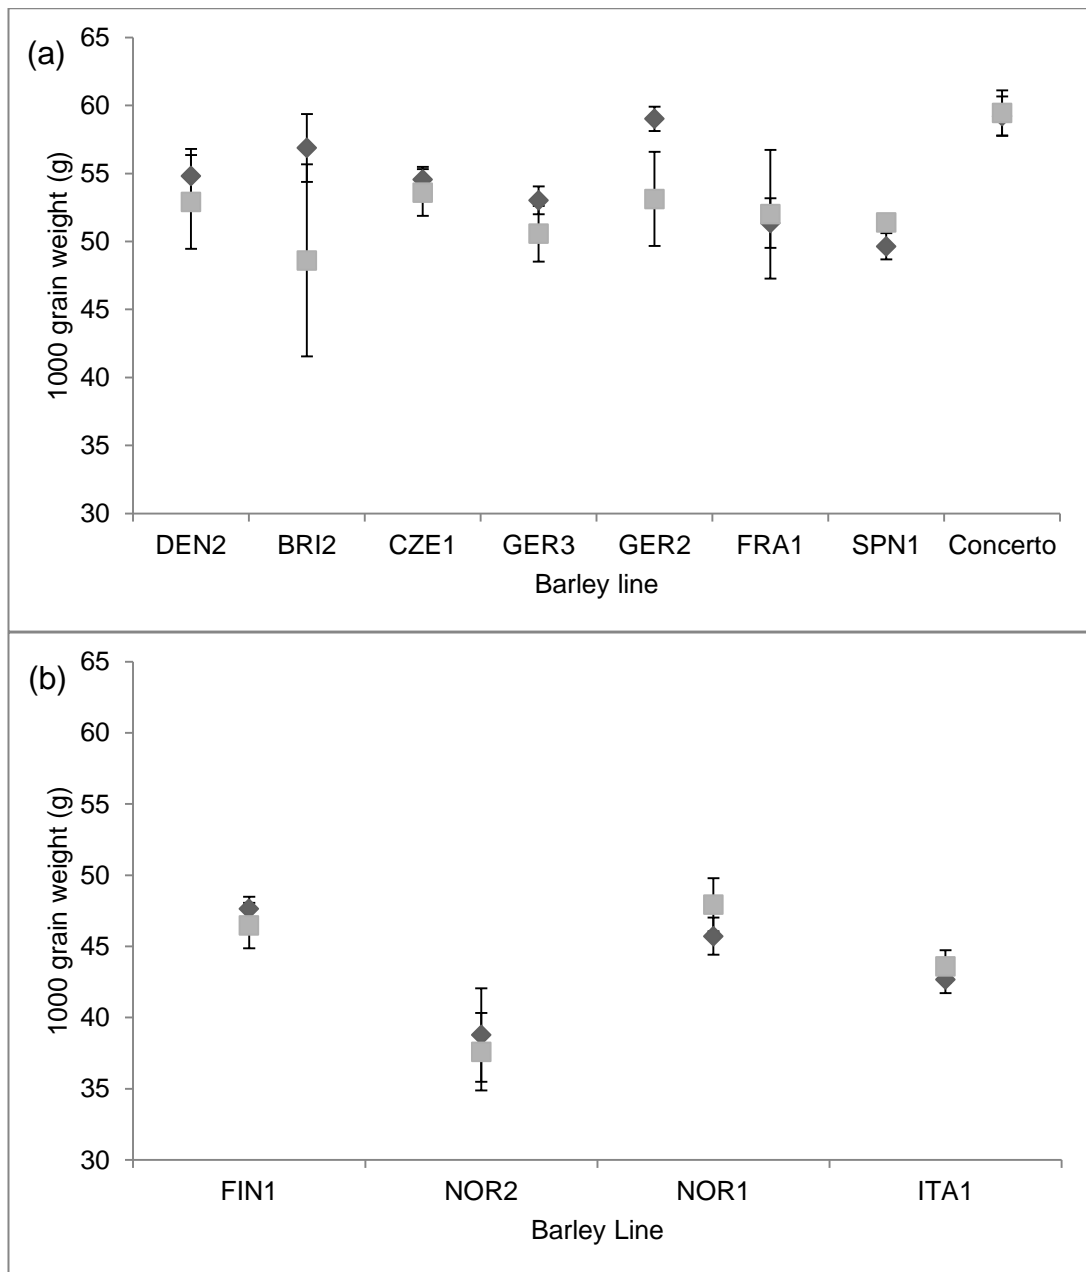 (a)
1000 grain weight (g)
65
60
55
50
45
40
35
30
DEN2 BRI2 CZE1 GER3 GER2 FRA1 SPN1 Concerto
Barley line
(b)
1000 grain weight (g)
65
60
55
50
45
40
35
30
FIN1 NOR2 NOR1 ITA1
Barley Line